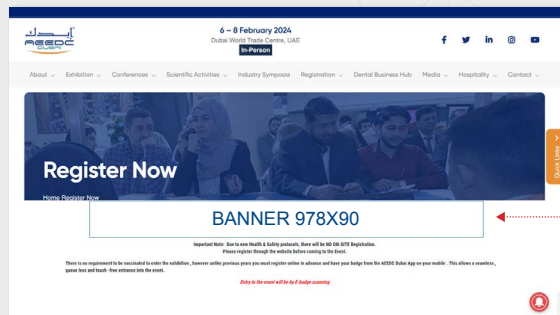 إيدك
AEEDC
DUBAI
6 – 8 February 2024
Dubai World Trade Centre, UAE
In-Person
About Exhibition Conferences Scientific Activities Industry Symposia Registration Dental Business Hub Media Hospitality Contact
Quick Links
Register Now
Home Register Now
BANNER 978X90
Important Note: Due to new Health & Safety protocols, there will be NO ON-SITE Registration.
Please register through the website before coming to the Event.
There is no requirement to be vaccinated to enter the exhibition , however unlike previous years you must register online in advance and have your badge from the AEEDC Dubai App on your mobile . This allows a seamless ,
queue less and touch -free entrance into the event.
Entry to the event will be by E-badge scanning